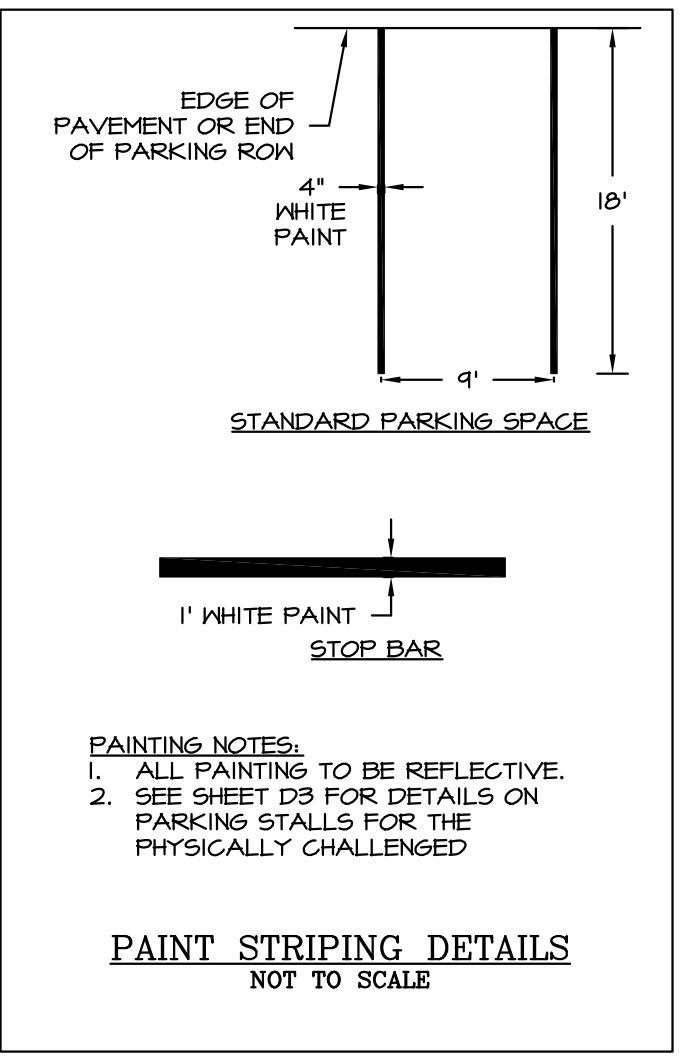 EDGE OF
PAVEMENT OR END
OF PARKING ROW
4"
WHITE
PAINT
18'
9'
STANDARD PARKING SPACE
1' WHITE PAINT
STOP BAR
PAINTING NOTES:
1. ALL PAINTING TO BE REFLECTIVE.
2. SEE SHEET D3 FOR DETAILS ON
PARKING STALLS FOR THE
PHYSICALLY CHALLENGED
PAINT STRIPING DETAILS
NOT TO SCALE